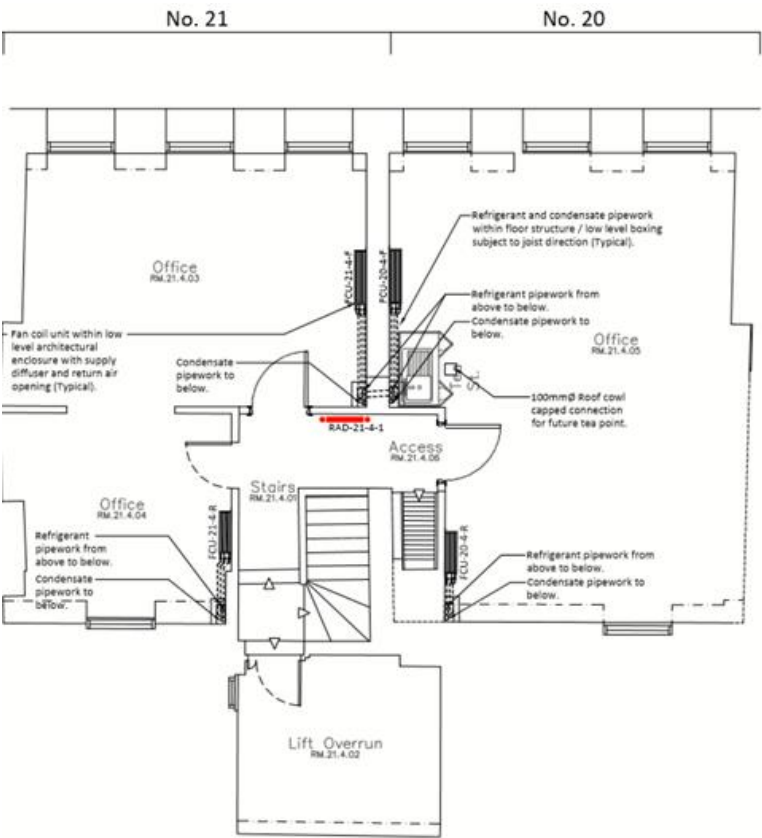 No. 21
No. 20
Refrigerant and condensate pipework
within floor structure / low level boxing
subject to joist direction (Typical).
Office
RM.21.4.03
FCU-21-4-F
FCU-20-4-F
Refrigerant pipework from
above to below.
Condensate pipework to
below.
Office
RM.21.4.05
Fan coil unit within low
level architectural
enclosure with supply
diffuser and return air
opening (Typical).
Condensate
pipework to
below.
100mmØ Roof cowl
capped connection
for future tea point.
RAD-21-4-1
Access
RM.21.4.06
Stairs
RM.21.4.01
Office
RM.21.4.04
FCU-21-4-R
FCU-20-4-R
Refrigerant
pipework from
above to below.
Condensate
pipework to
below.
Refrigerant pipework from
above to below.
Condensate pipework to
below.
Lift Overrun
RM.21.4.02